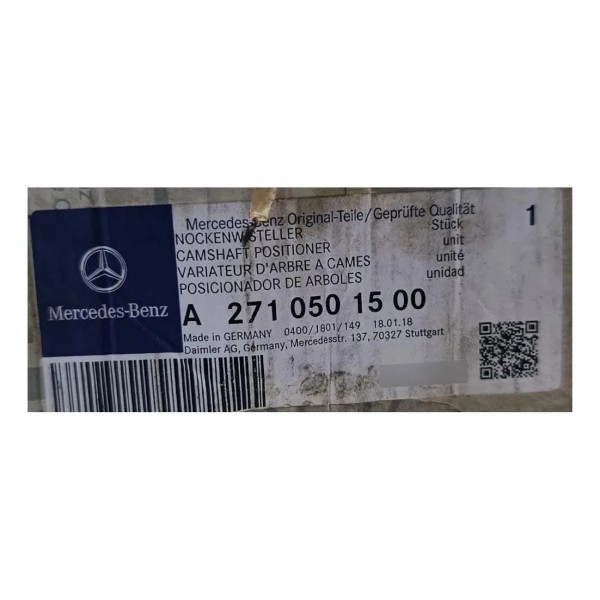 Mercedes-Benz Original-Teile/Geprüfte Qualität
NOCKENW STELLER Stück 1
CAMSHAFT POSITIONER unit
VARIATEUR D'ARBRE A CAMES unité
POSICIONADOR DE ARBOLES unidad
Mercedes-Benz
A 271 050 15 00
Made in GERMANY 0400/1801/149 18.01.18
Daimler AG, Germany, Mercedesstr. 137, 70327 Stuttgart